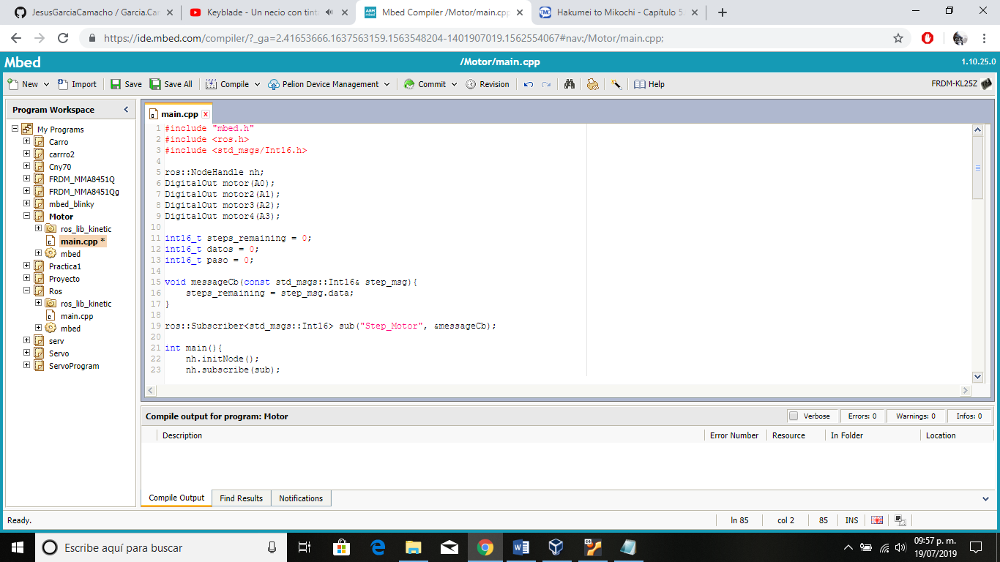 JesusGarciaCamacho / Garcia.Car
Keyblade - Un necio con tinta
Mbed Compiler /Motor/main.cpp
Hakumei to Mikochi - Capítulo 5
https://ide.mbed.com/compiler/?_ga=2.41653666.1637563159.1563548204-1401907019.1562554067#nav:/Motor/main.cpp;
Mbed
/Motor/main.cpp
1.10.25.0
New
Import
Save
Save All
Compile
Pelion Device Management
Commit
Revision
Help
FRDM-KL25Z
Program Workspace
My Programs
Carro
carrro2
Cny70
FRDM_MMA8451Q
FRDM_MMA8451Qg
mbed_blinky
Motor
ros_lib_kinetic
main.cpp *
mbed
Practica1
Proyecto
Ros
ros_lib_kinetic
main.cpp
mbed
serv
Servo
ServoProgram
main.cpp
1 #include "mbed.h"
2 #include <ros.h>
3 #include <std_msgs/Int16.h>
4
5 ros::NodeHandle nh;
6 DigitalOut motor(A0);
7 DigitalOut motor2(A1);
8 DigitalOut motor3(A2);
9 DigitalOut motor4(A3);
10
11 int16_t steps_remaining = 0;
12 int16_t datos = 0;
13 int16_t paso = 0;
14
15 void messageCb(const std_msgs::Int16& step_msg){
16     steps_remaining = step_msg.data;
17 }
18
19 ros::Subscriber<std_msgs::Int16> sub("Step_Motor", &messageCb);
20
21 int main(){
22     nh.initNode();
23     nh.subscribe(sub);
Compile output for program: Motor
Verbose
Errors: 0
Warnings: 0
Infos: 0
Description
Error Number
Resource
In Folder
Location
Compile Output
Find Results
Notifications
Ready.
ln 85
col 2
85
INS
Escribe aquí para buscar
09:57 p. m.
19/07/2019